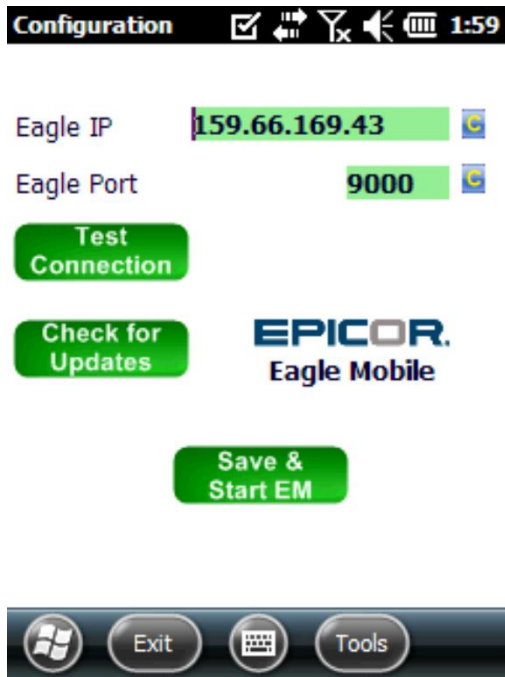 Configuration 1:59
Eagle IP 159.66.169.43 C
Eagle Port 9000 C
Test
Connection
Check for
Updates
EPICOR.
Eagle Mobile
Save &
Start EM
Exit Tools